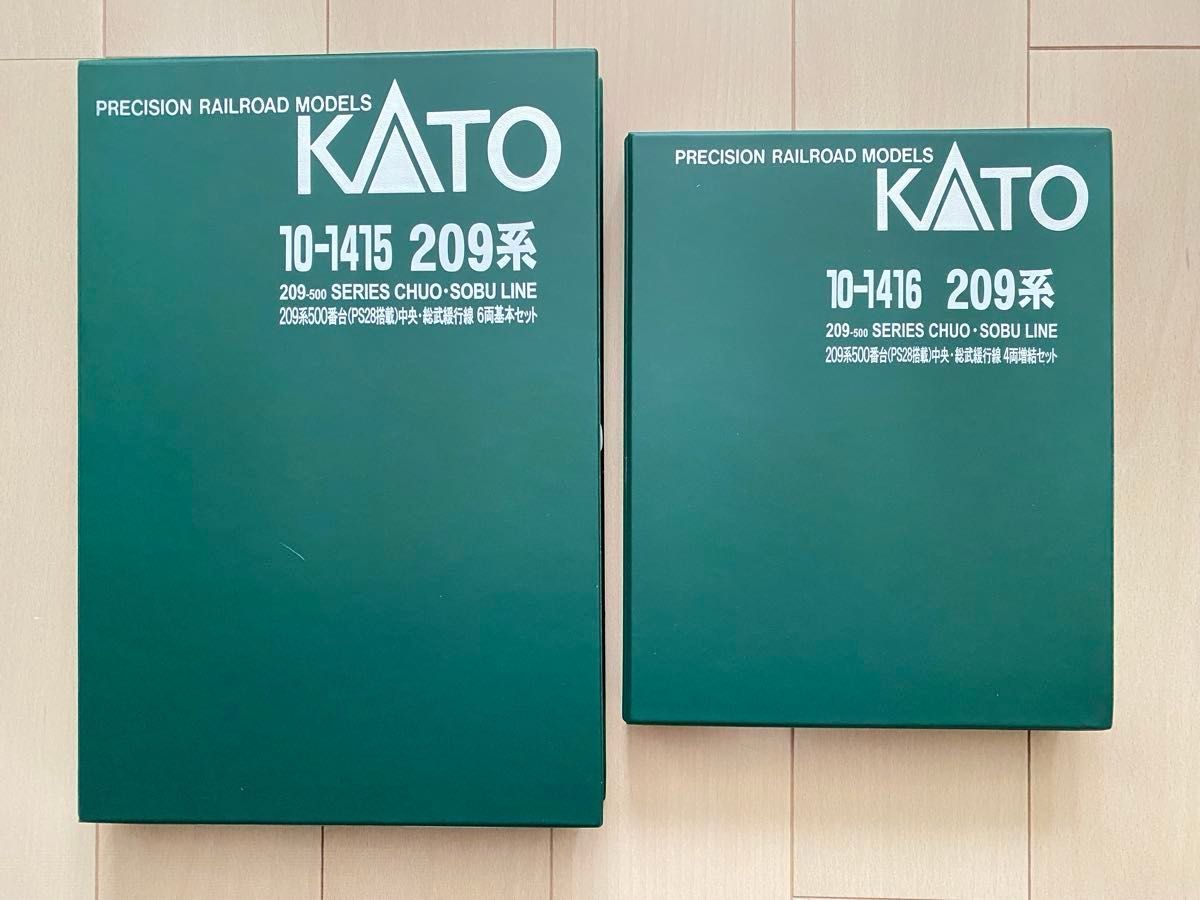 PRECISION RAILROAD MODELS
KATO
10-1415 209系
209-500 SERIES CHUO・SOBU LINE
209系500番台(PS28搭載)中央・総武緩行線 6両基本セット
PRECISION RAILROAD MODELS
KATO
10-1416 209系
209-500 SERIES CHUO・SOBU LINE
209系500番台(PS28搭載)中央・総武緩行線 4両増結セット